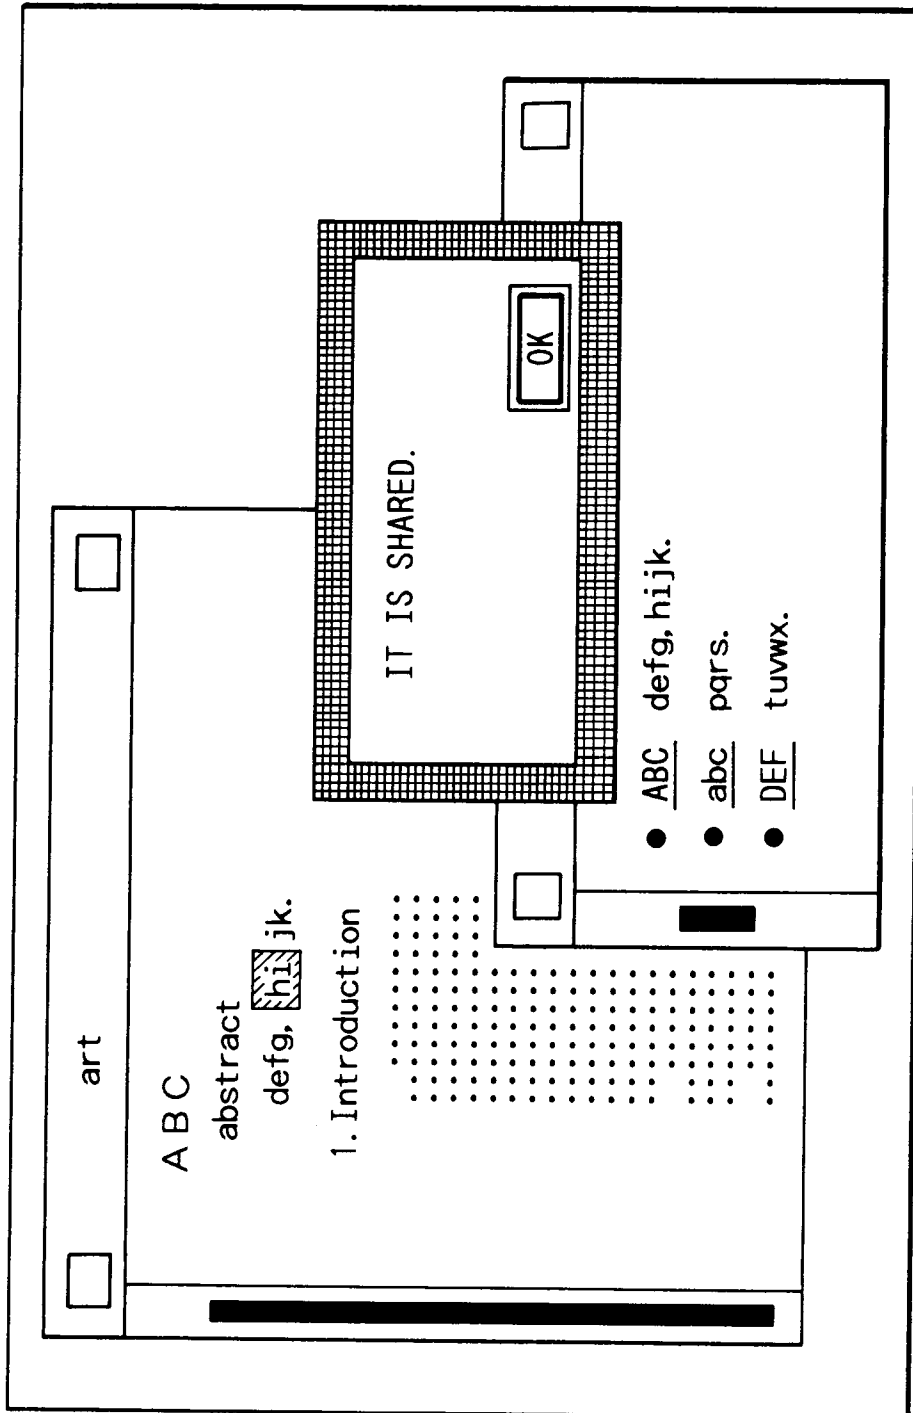 art
A B C
abstract
defg, hijk.
1. Introduction
IT IS SHARED.
OK
● ABC defg, hijk.
● abc pqrs.
● DEF tuvwx.